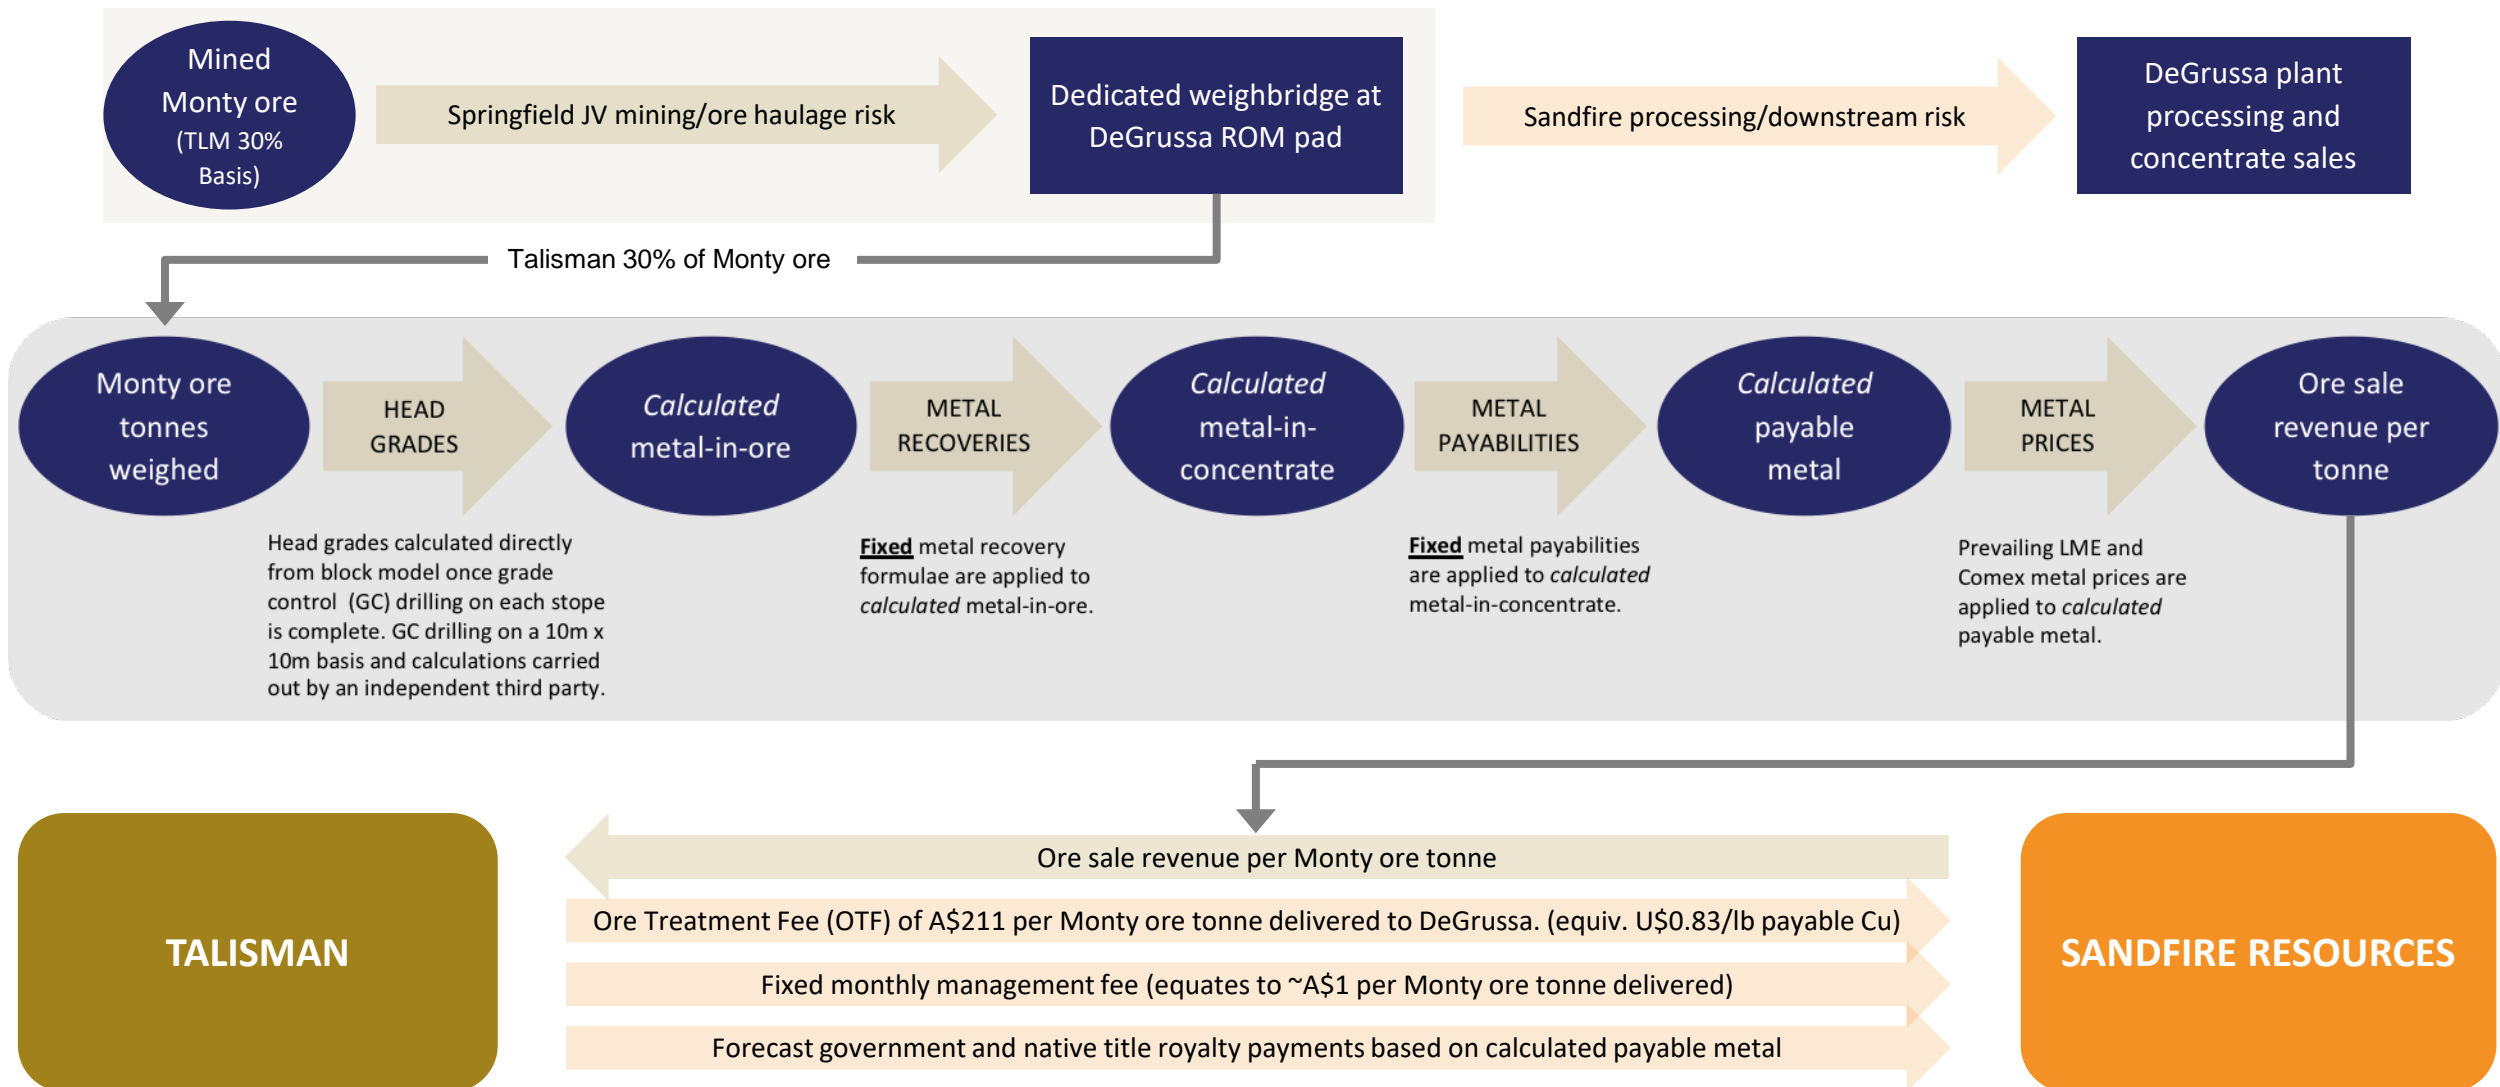 Mined
Monty ore
(TLM 30%
Basis)
Springfield JV mining/ore haulage risk
Dedicated weighbridge at
DeGrussa ROM pad
Sandfire processing/downstream risk
DeGrussa plant
processing and
concentrate sales
Talisman 30% of Monty ore
Monty ore
tonnes
weighed
HEAD
GRADES
Calculated
metal-in-ore
METAL
RECOVERIES
Calculated
metal-in-
concentrate
METAL
PAYABILITIES
Calculated
payable
metal
METAL
PRICES
Ore sale
revenue per
tonne
Head grades calculated directly
from block model once grade
control (GC) drilling on each stope
is complete. GC drilling on a 10m x
10m basis and calculations carried
out by an independent third party.
Fixed metal recovery
formulae are applied to
calculated metal-in-ore.
Fixed metal payabilities
are applied to calculated
metal-in-concentrate.
Prevailing LME and
Comex metal prices are
applied to calculated
payable metal.
TALISMAN
Ore sale revenue per Monty ore tonne
Ore Treatment Fee (OTF) of A$211 per Monty ore tonne delivered to DeGrussa. (equiv. U$0.83/lb payable Cu)
Fixed monthly management fee (equates to ~A$1 per Monty ore tonne delivered)
Forecast government and native title royalty payments based on calculated payable metal
SANDFIRE RESOURCES